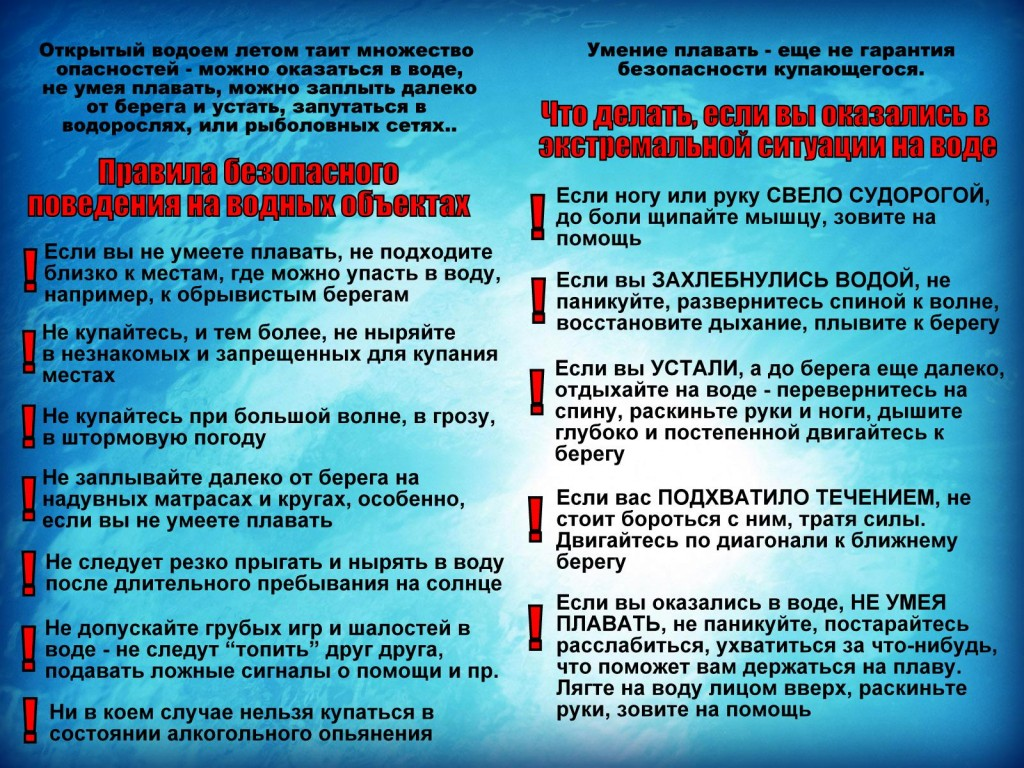 Открытый водоем летом таит множество
опасностей - можно оказаться в воде,
не умея плавать, можно заплыть далеко
от берега и устать, запутаться в
водорослях, или рыболовных сетях..
Правила безопасного
поведения на водных объектах
! Если вы не умеете плавать, не подходите
близко к местам, где можно упасть в воду,
например, к обрывистым берегам
! Не купайтесь, и тем более, не ныряйте
в незнакомых и запрещенных для купания
местах
! Не купайтесь при большой волне, в грозу,
в штормовую погоду
! Не заплывайте далеко от берега на
надувных матрасах и кругах, особенно,
если вы не умеете плавать
! Не следует резко прыгать и нырять в воду
после длительного пребывания на солнце
! Не допускайте грубых игр и шалостей в
воде - не следут “топить” друг друга,
подавать ложные сигналы о помощи и пр.
! Ни в коем случае нельзя купаться в
состоянии алкогольного опьянения
Умение плавать - еще не гарантия
безопасности купающегося.
Что делать, если вы оказались в
экстремальной ситуации на воде
! Если ногу или руку СВЕЛО СУДОРОГОЙ,
до боли щипайте мышцу, зовите на
помощь
! Если вы ЗАХЛЕБНУЛИСЬ ВОДОЙ, не
паникуйте, развернитесь спиной к волне,
восстановите дыхание, плывите к берегу
! Если вы УСТАЛИ, а до берега еще далеко,
отдыхайте на воде - перевернитесь на
спину, раскиньте руки и ноги, дышите
глубоко и постепенной двигайтесь к
берегу
! Если вас ПОДХВАТИЛО ТЕЧЕНИЕМ, не
стоит бороться с ним, тратя силы.
Двигайтесь по диагонали к ближнему
берегу
! Если вы оказались в воде, НЕ УМЕЯ
ПЛАВАТЬ, не паникуйте, постарайтесь
расслабиться, ухватиться за что-нибудь,
что поможет вам держаться на плаву.
Лягте на воду лицом вверх, раскиньте
руки, зовите на помощь